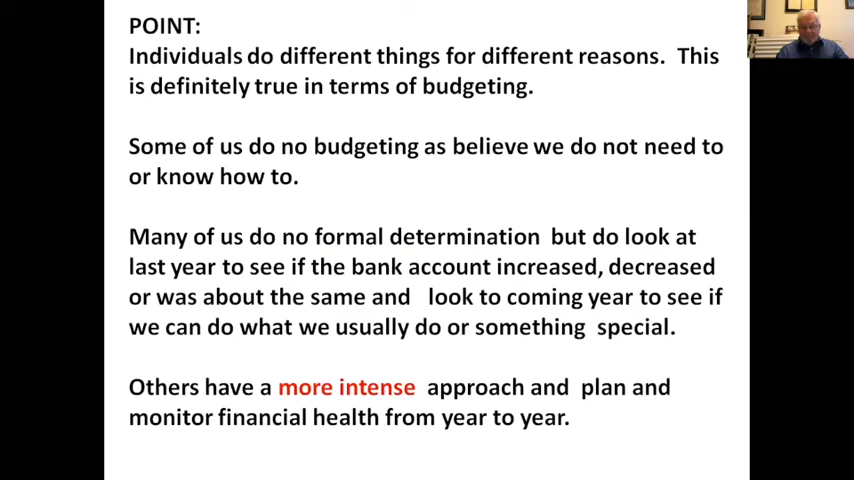 POINT:
Individuals do different things for different reasons.  This
is definitely true in terms of budgeting.
Some of us do no budgeting as believe we do not need to
or know how to.
Many of us do no formal determination  but do look at
last year to see if the bank account increased, decreased
or was about the same and   look to coming year to see if
we can do what we usually do or something  special.
Others have a more intense  approach and  plan and
monitor financial health from year to year.